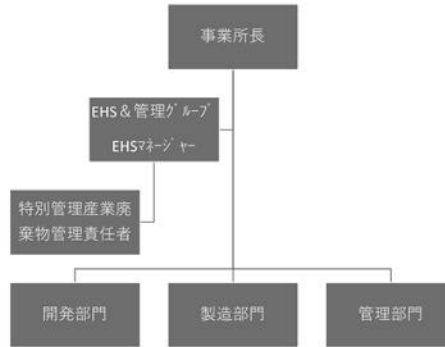 事業所長
EHS＆管理ｸﾞﾙｰﾌﾟ
EHSﾏﾈｰｼﾞｬｰ
特別管理産業廃
棄物管理責任者
開発部門
製造部門
管理部門